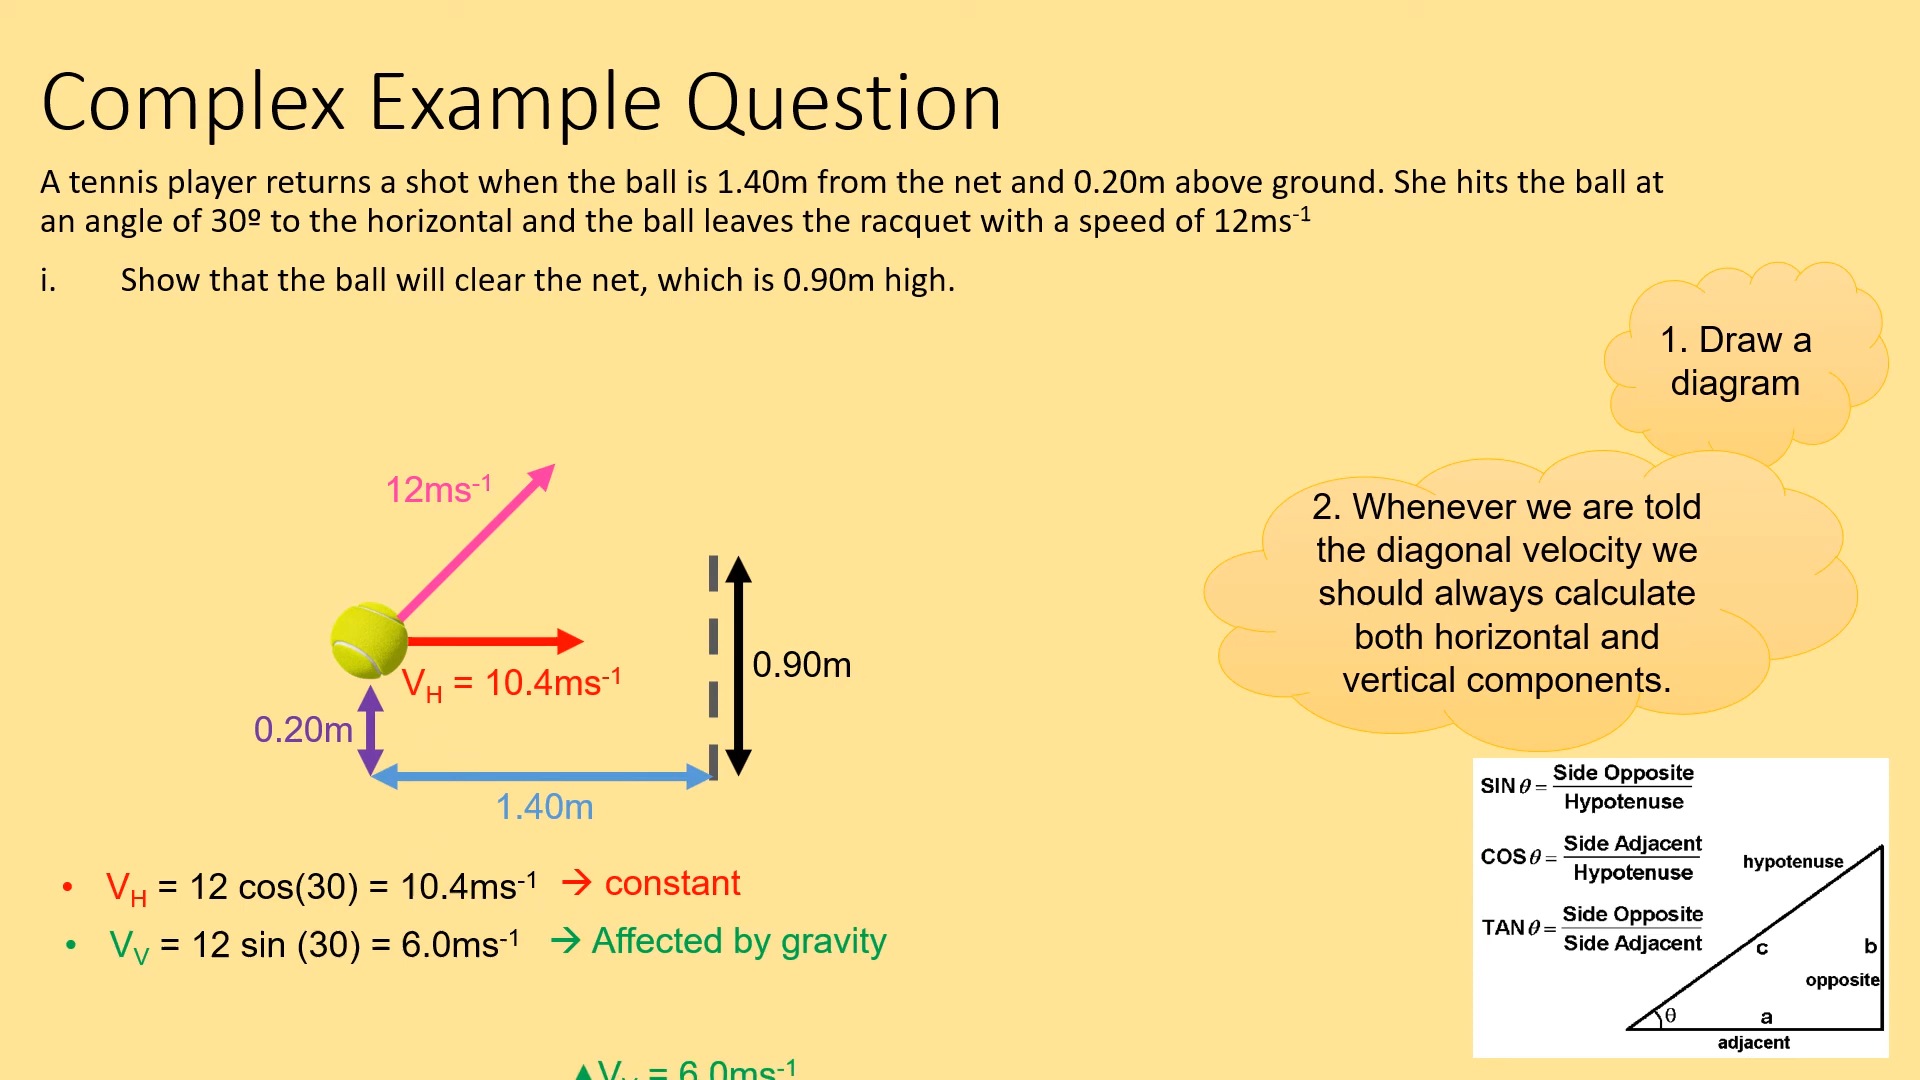 Complex Example Question
A tennis player returns a shot when the ball is 1.40m from the net and 0.20m above ground. She hits the ball at
an angle of 30º to the horizontal and the ball leaves the racquet with a speed of 12ms-1
i. Show that the ball will clear the net, which is 0.90m high.
1. Draw a
diagram
12ms-1
2. Whenever we are told
the diagonal velocity we
should always calculate
both horizontal and
vertical components.
0.90m
VH = 10.4ms-1
0.20m
1.40m
• VH = 12 cos(30) = 10.4ms-1 → constant
• VV = 12 sin (30) = 6.0ms-1 → Affected by gravity
SIN θ = Side Opposite
Hypotenuse
COS θ = Side Adjacent
Hypotenuse
TAN θ = Side Opposite
Side Adjacent
hypotenuse
c
b
opposite
θ
a
adjacent
VV = 6.0ms-1